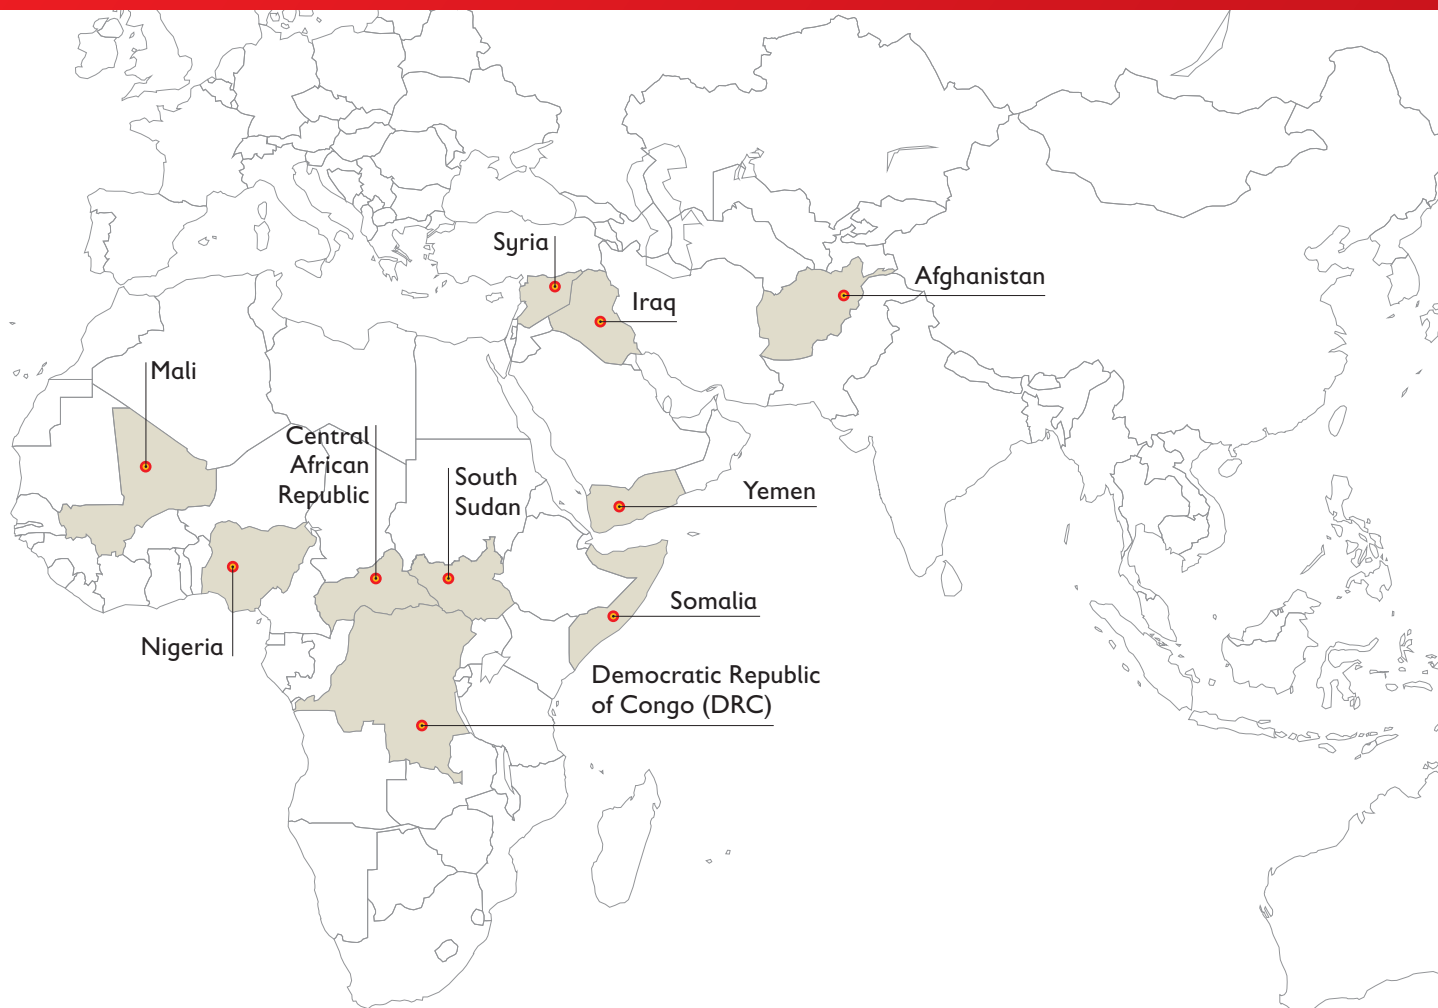 Syria
Afghanistan
Iraq
Mali
Central
African
Republic
South
Sudan
Yemen
Somalia
Nigeria
Democratic Republic
of Congo (DRC)